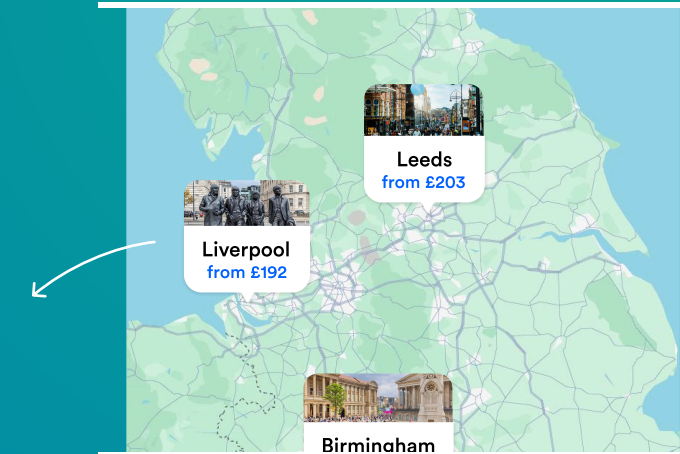 Leeds
from £203
Liverpool
from £192
Birmingham